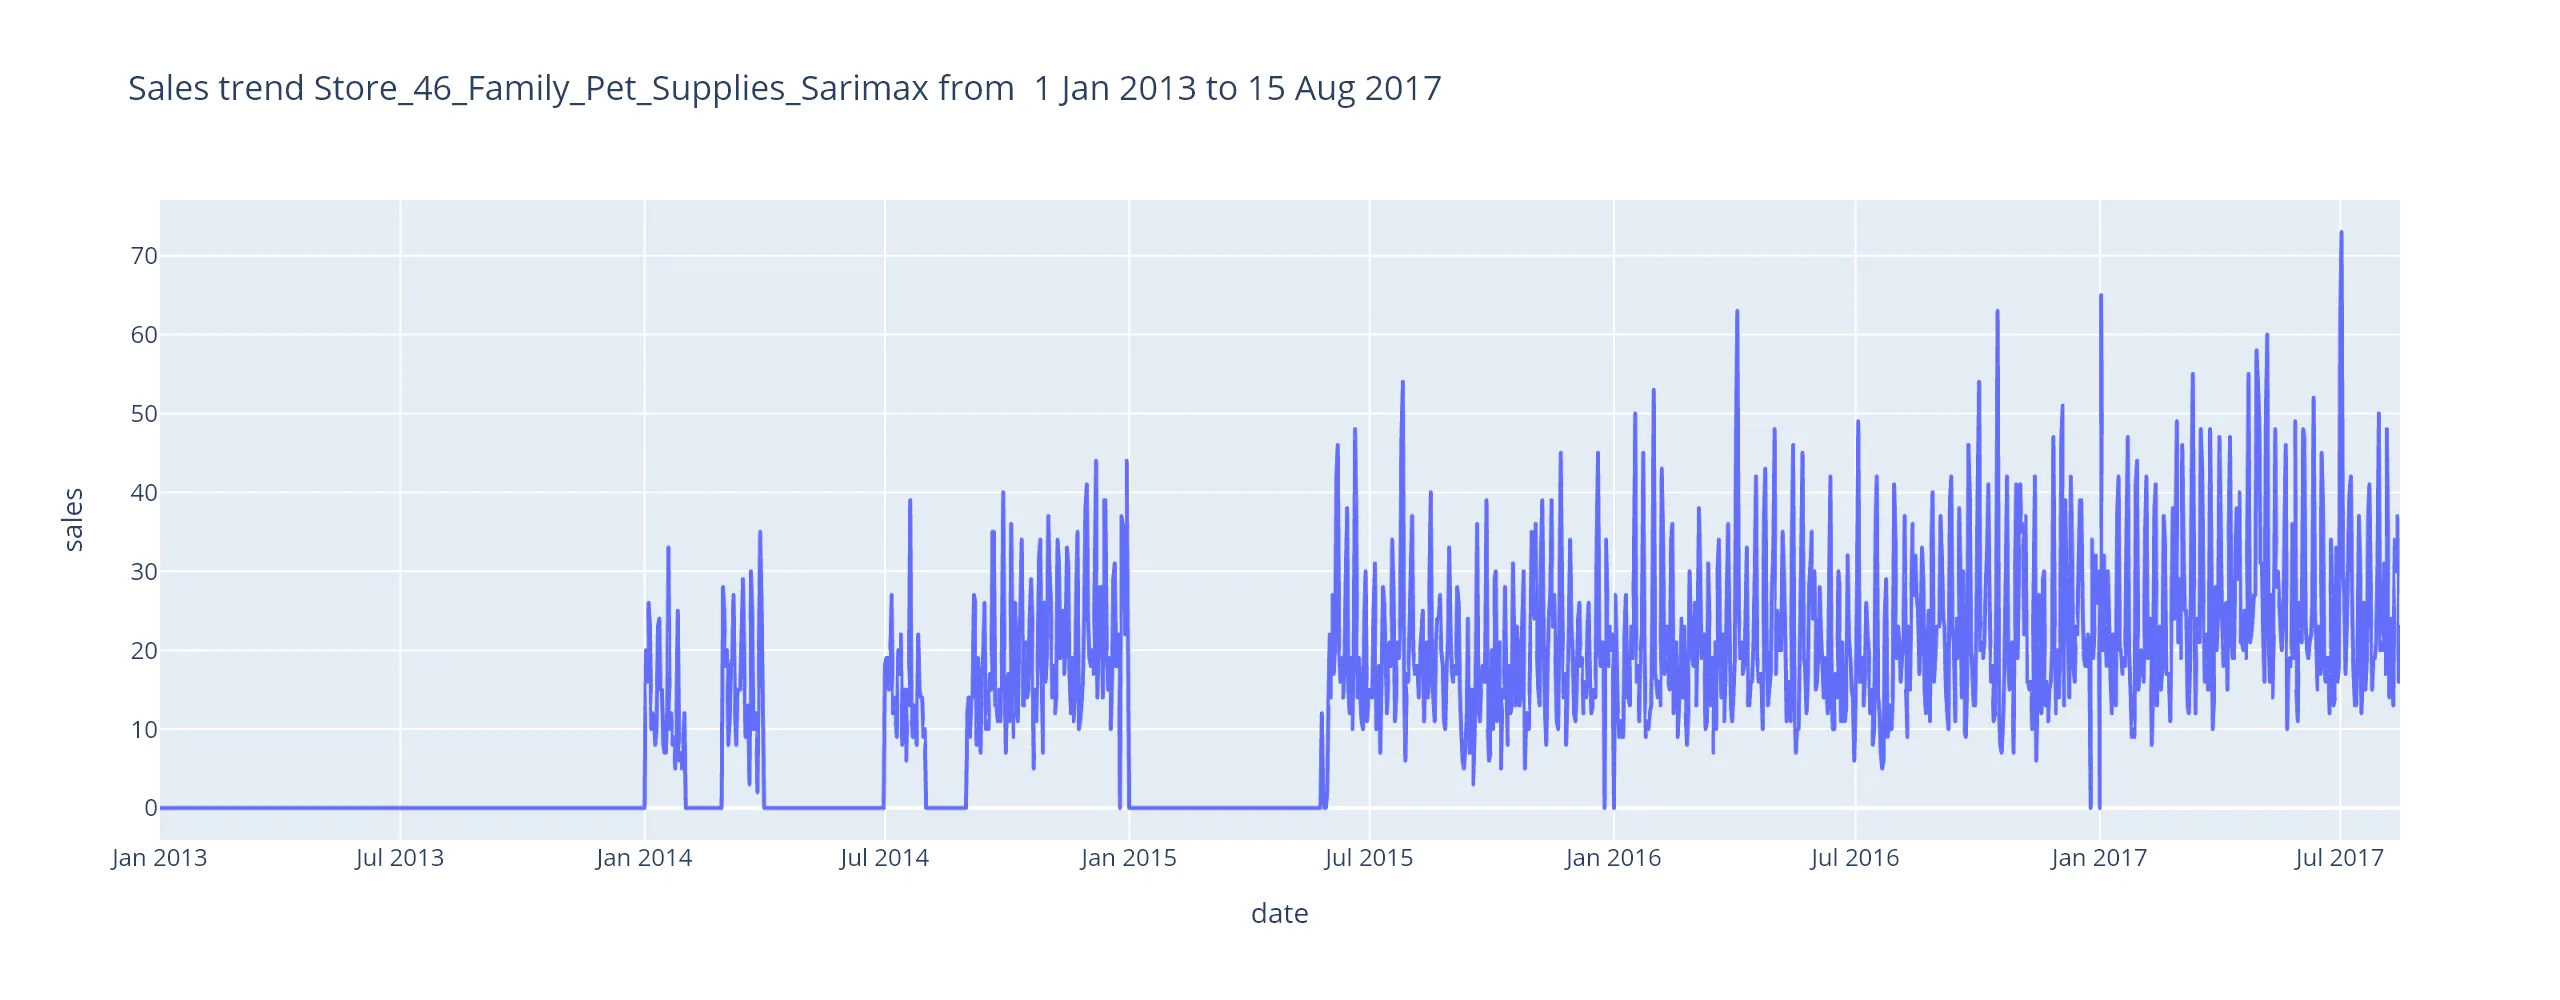 Sales trend Store_46_Family_Pet_Supplies_Sarimax from  1 Jan 2013 to 15 Aug 2017
70
60
50
40
30
20
10
0
sales
Jan 2013 Jul 2013 Jan 2014 Jul 2014 Jan 2015 Jul 2015 Jan 2016 Jul 2016 Jan 2017 Jul 2017
date